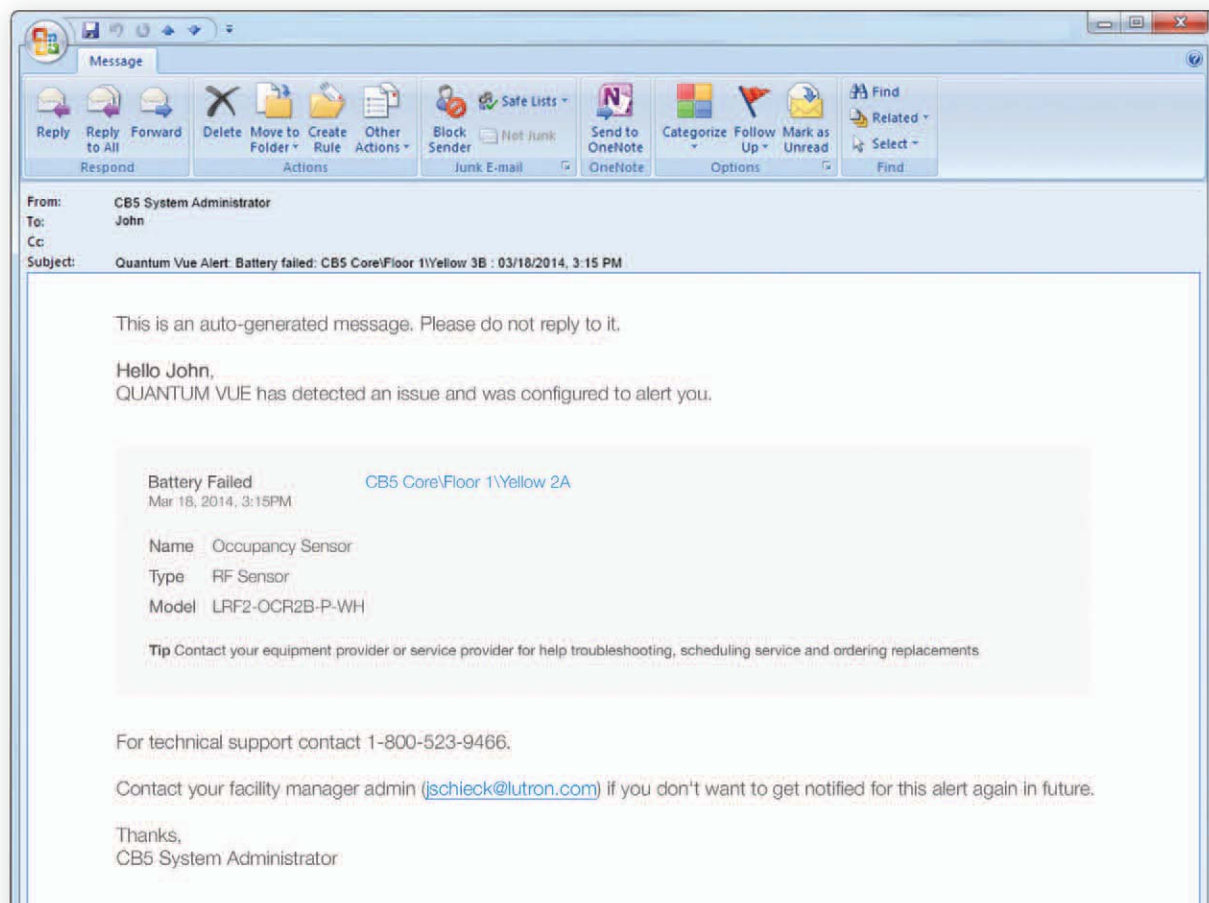 Message
Reply
Reply to All
Forward
Respond
Delete
Move to Folder
Create Rule
Other Actions
Actions
Block Sender
Safe Lists
Not Junk
Junk E-mail
Send to OneNote
OneNote
Categorize
Follow Up
Mark as Unread
Options
Find
Related
Select
Find
From: CB5 System Administrator
To: John
Cc:
Subject: Quantum Vue Alert: Battery failed: CB5 Core\Floor 1\Yellow 3B : 03/18/2014, 3:15 PM
This is an auto-generated message. Please do not reply to it.
Hello John,
QUANTUM VUE has detected an issue and was configured to alert you.
Battery Failed CB5 Core\Floor 1\Yellow 2A
Mar 18, 2014, 3:15PM
Name Occupancy Sensor
Type RF Sensor
Model LRF2-OCR2B-P-WH
Tip Contact your equipment provider or service provider for help troubleshooting, scheduling service and ordering replacements
For technical support contact 1-800-523-9466.
Contact your facility manager admin (jschieck@lutron.com) if you don't want to get notified for this alert again in future.
Thanks,
CB5 System Administrator